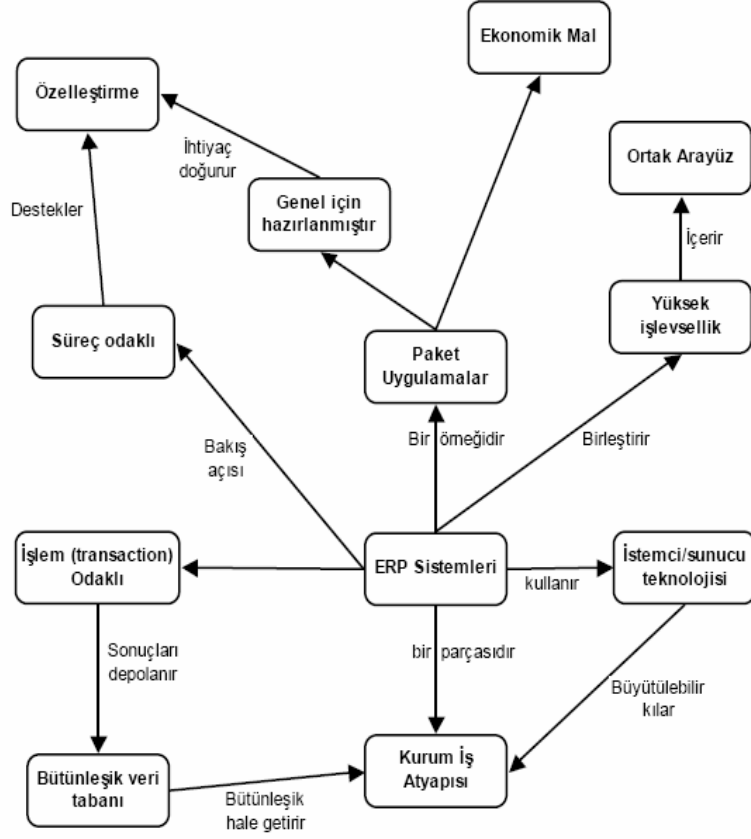 Ekonomik Mal
Özelleştirme
İhtiyaç
doğurur
Ortak Arayüz
Genel için
hazırlanmıştır
Destekler
İçerir
Süreç odaklı
Paket
Uygulamalar
Yüksek
işlevsellik
Bakış
açısı
Bir örneğidir
Birleştirir
İşlem (transaction)
Odaklı
ERP Sistemleri
kullanır
İstemci/sunucu
teknolojisi
Sonuçları
depolanır
bir parçasıdır
Büyütülebilir
kılar
Bütünleşik veri
tabanı
Bütünleşik
hale getirir
Kurum İş
Atyapısı